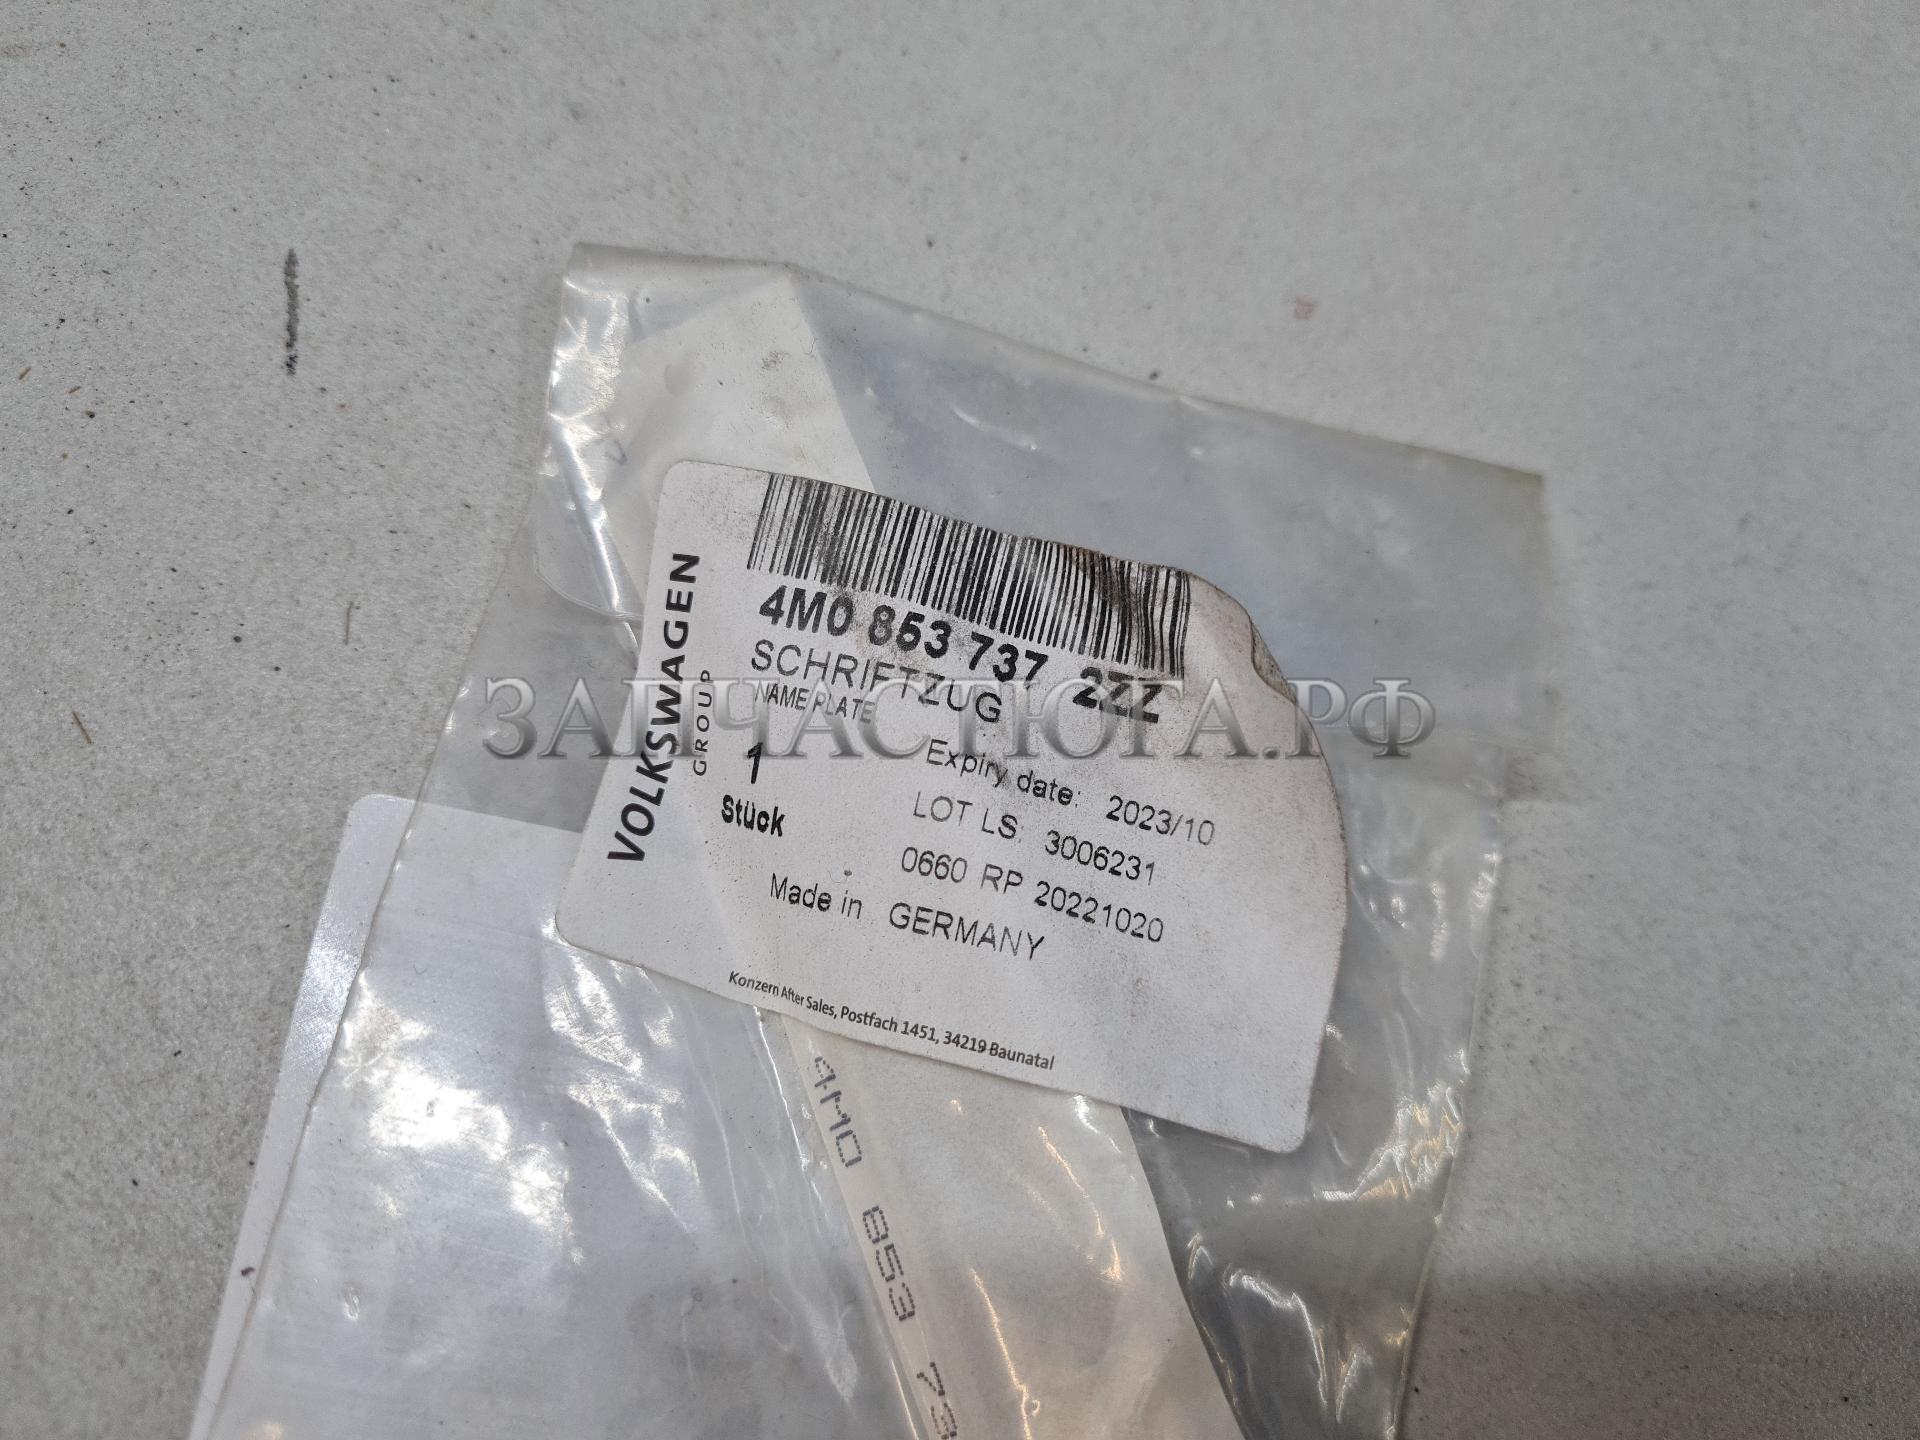 4M0 853 737 2ZZ
SCHRIFTZUG
NAME PLATE
VOLKSWAGEN
GROUP
1
Stück
Expiry date: 2023/10
LOT LS: 3006231
0660 RP 20221020
Made in GERMANY
Konzern After Sales, Postfach 1451, 34219 Baunatal
4M0 853 73
ЗАПЧАСТЮГА.РФ